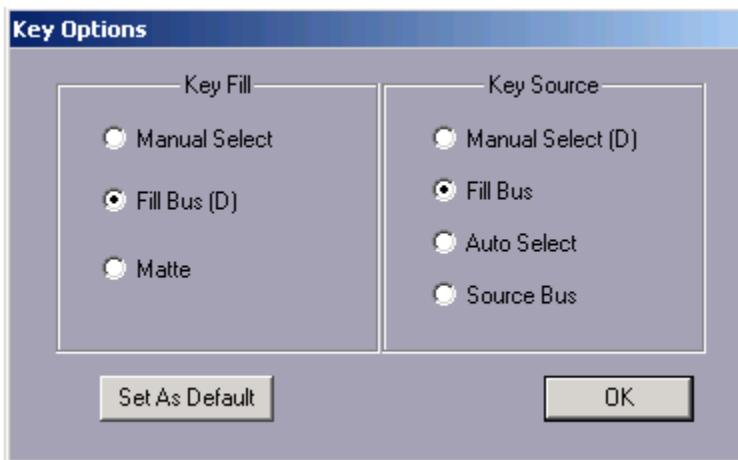 Key Options
Key Fill
Manual Select
Fill Bus (D)
Matte
Key Source
Manual Select (D)
Fill Bus
Auto Select
Source Bus
Set As Default
OK